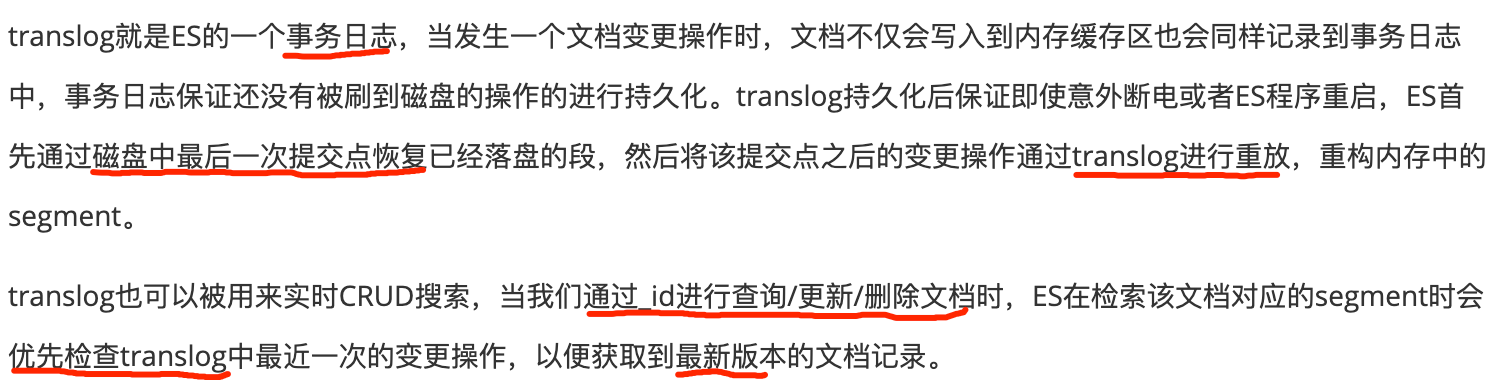 translog就是ES的一个事务日志，当发生一个文档变更操作时，文档不仅会写入到内存缓存区也会同样记录到事务日志
中，事务日志保证还没有被刷到磁盘的操作的进行持久化。translog持久化后保证即使意外断电或者ES程序重启，ES首
先通过磁盘中最后一次提交点恢复已经落盘的段，然后将该提交点之后的变更操作通过translog进行重放，重构内存中的
segment。
translog也可以被用来实时CRUD搜索，当我们通过_id进行查询/更新/删除文档时，ES在检索该文档对应的segment时会
优先检查translog中最近一次的变更操作，以便获取到最新版本的文档记录。